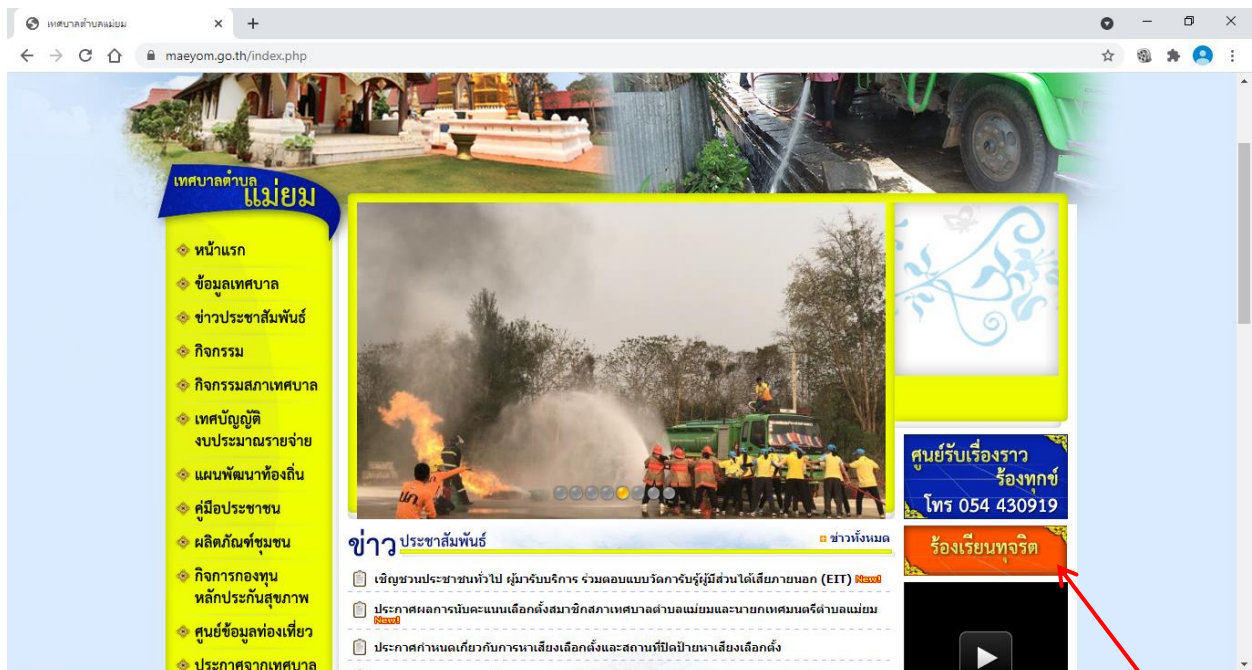 เทศบาลตำบลแม่ยม
maeyom.go.th/index.php
เทศบาลตำบล
แม่ยม
หน้าแรก
ข้อมูลเทศบาล
ข่าวประชาสัมพันธ์
กิจกรรม
กิจกรรมสภาเทศบาล
เทศบัญญัติ
งบประมาณรายจ่าย
แผนพัฒนาท้องถิ่น
คู่มือประชาชน
ผลิตภัณฑ์ชุมชน
กิจการกองทุน
หลักประกันสุขภาพ
ศูนย์ข้อมูลท่องเที่ยว
ประกาศจากเทศบาล
ข่าว ประชาสัมพันธ์
ข่าวทั้งหมด
เชิญชวนประชาชนทั่วไป ผู้มารับบริการ ร่วมตอบแบบวัดการรับรู้ผู้มีส่วนได้เสียภายนอก (EIT) New!
ประกาศผลการนับคะแนนเลือกตั้งสมาชิกสภาเทศบาลตำบลแม่ยมและนายกเทศมนตรีตำบลแม่ยม
New!
ประกาศกำหนดเกี่ยวกับการหาเสียงเลือกตั้งและสถานที่ปิดป้ายหาเสียงเลือกตั้ง
ศูนย์รับเรื่องราว
ร้องทุกข์
โทร 054 430919
ร้องเรียนทุจริต